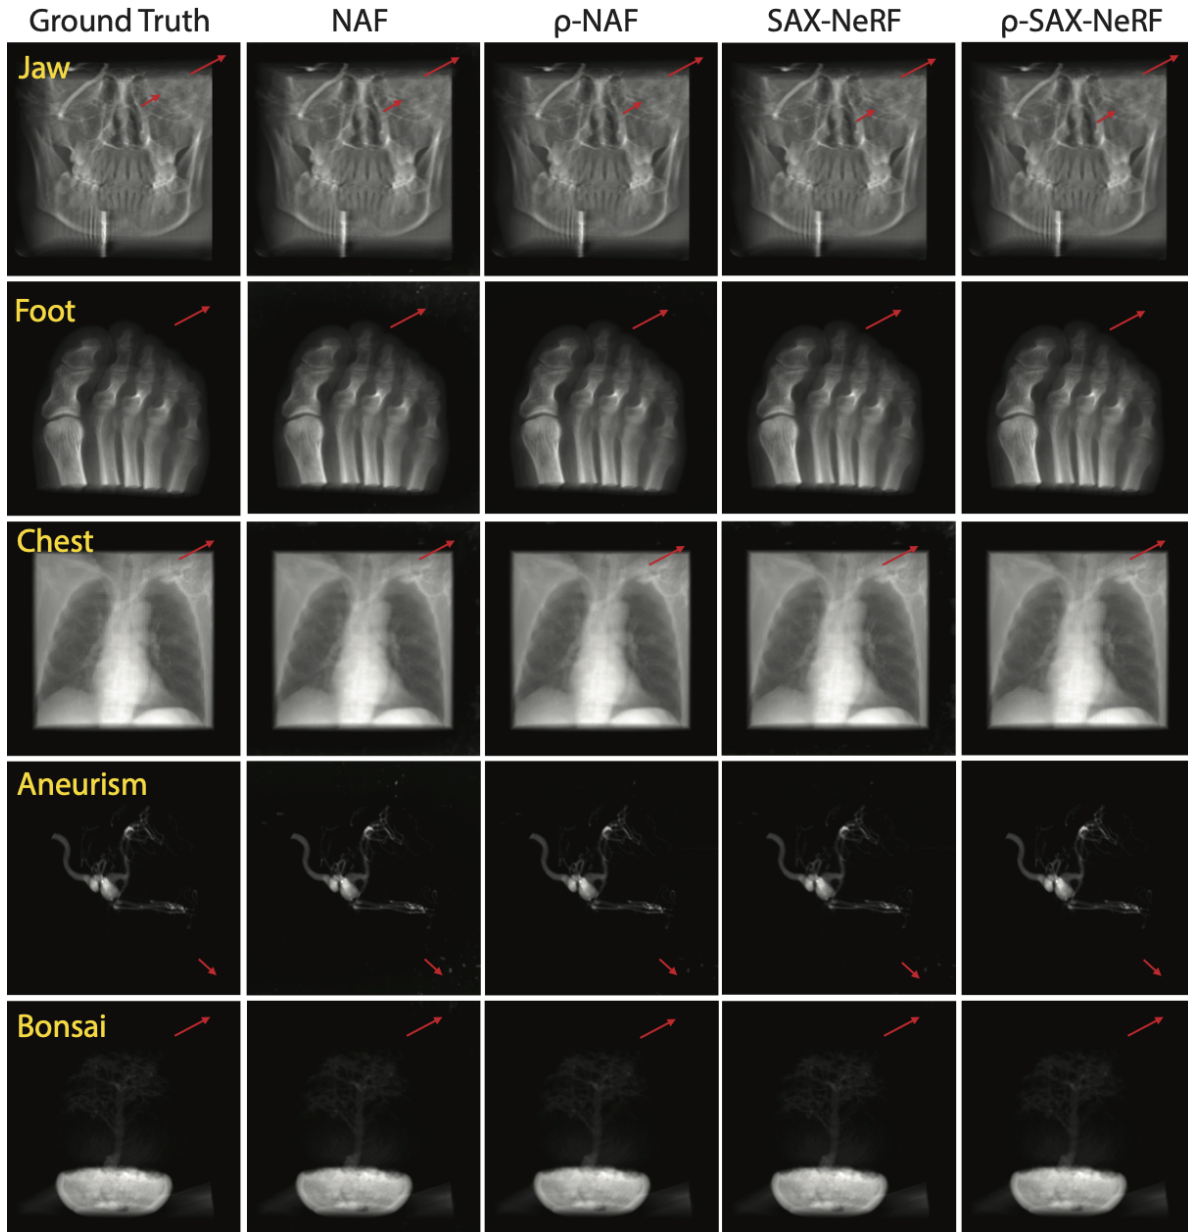 Ground Truth NAF ρ-NAF SAX-NeRF ρ-SAX-NeRF
Jaw
Foot
Chest
Aneurism
Bonsai